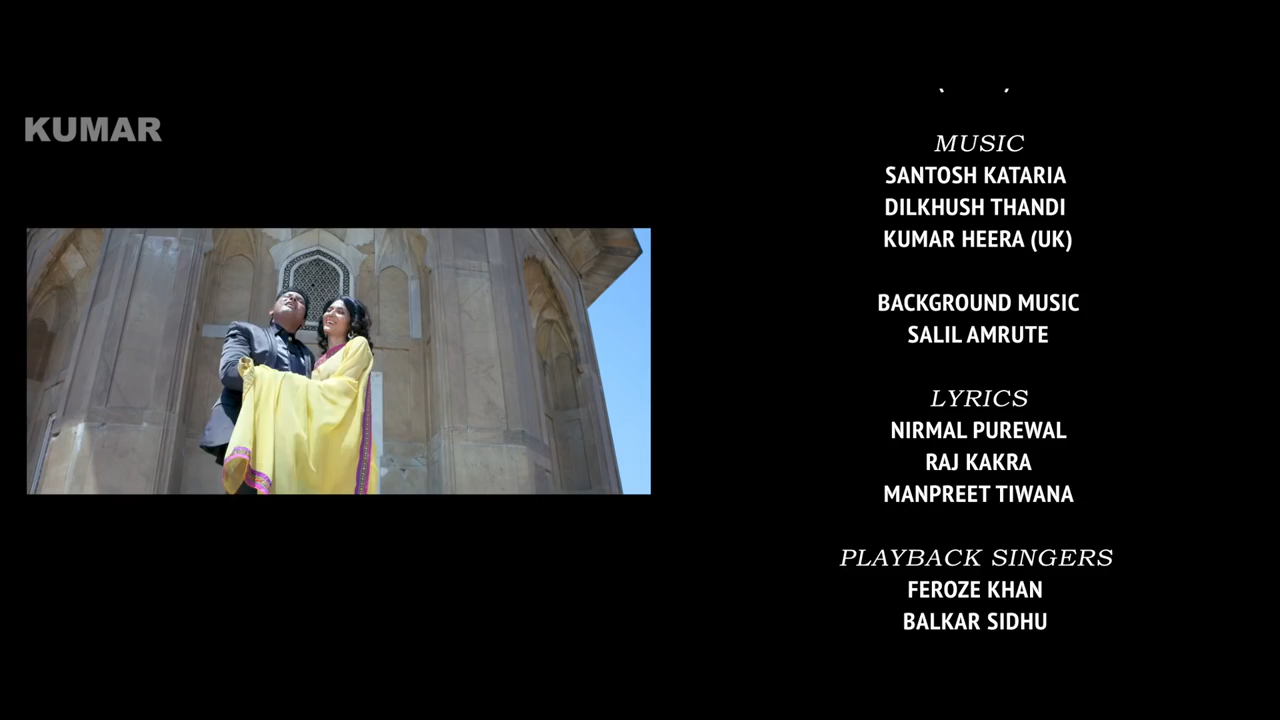 KUMAR
MUSIC
SANTOSH KATARIA
DILKHUSH THANDI
KUMAR HEERA (UK)
BACKGROUND MUSIC
SALIL AMRUTE
LYRICS
NIRMAL PUREWAL
RAJ KAKRA
MANPREET TIWANA
PLAYBACK SINGERS
FEROZE KHAN
BALKAR SIDHU